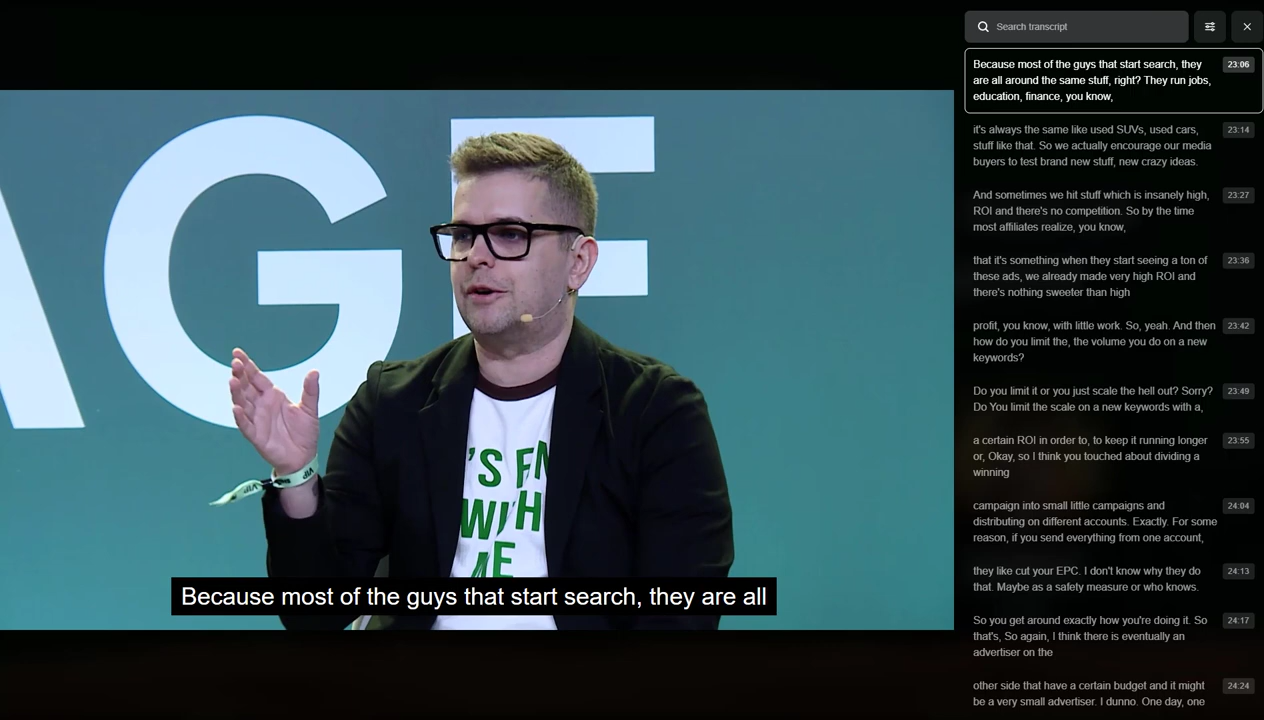 Search transcript
Because most of the guys that start search, they
are all around the same stuff, right? They run jobs,
education, finance, you know,
23:06
it's always the same like used SUVs, used cars,
stuff like that. So we actually encourage our media
buyers to test brand new stuff, new crazy ideas.
23:14
And sometimes we hit stuff which is insanely high,
ROI and there's no competition. So by the time
most affiliates realize, you know,
23:27
that it's something when they start seeing a ton of
these ads, we already made very high ROI and
there's nothing sweeter than high
23:36
profit, you know, with little work. So, yeah. And then
how do you limit the, the volume you do on a new
keywords?
23:42
Do you limit it or you just scale the hell out? Sorry?
Do You limit the scale on a new keywords with a,
23:49
a certain ROI in order to, to keep it running longer
or, Okay, so I think you touched about dividing a
winning
23:55
campaign into small little campaigns and
distributing on different accounts. Exactly. For some
reason, if you send everything from one account,
24:04
they like cut your EPC. I don't know why they do
that. Maybe as a safety measure or who knows.
24:13
So you get around exactly how you're doing it. So
that's, So again, I think there is eventually an
advertiser on the
24:17
other side that have a certain budget and it might
be a very small advertiser. I dunno. One day, one
24:24
AGE
VIP
'S FN
WITH
ME
Because most of the guys that start search, they are all